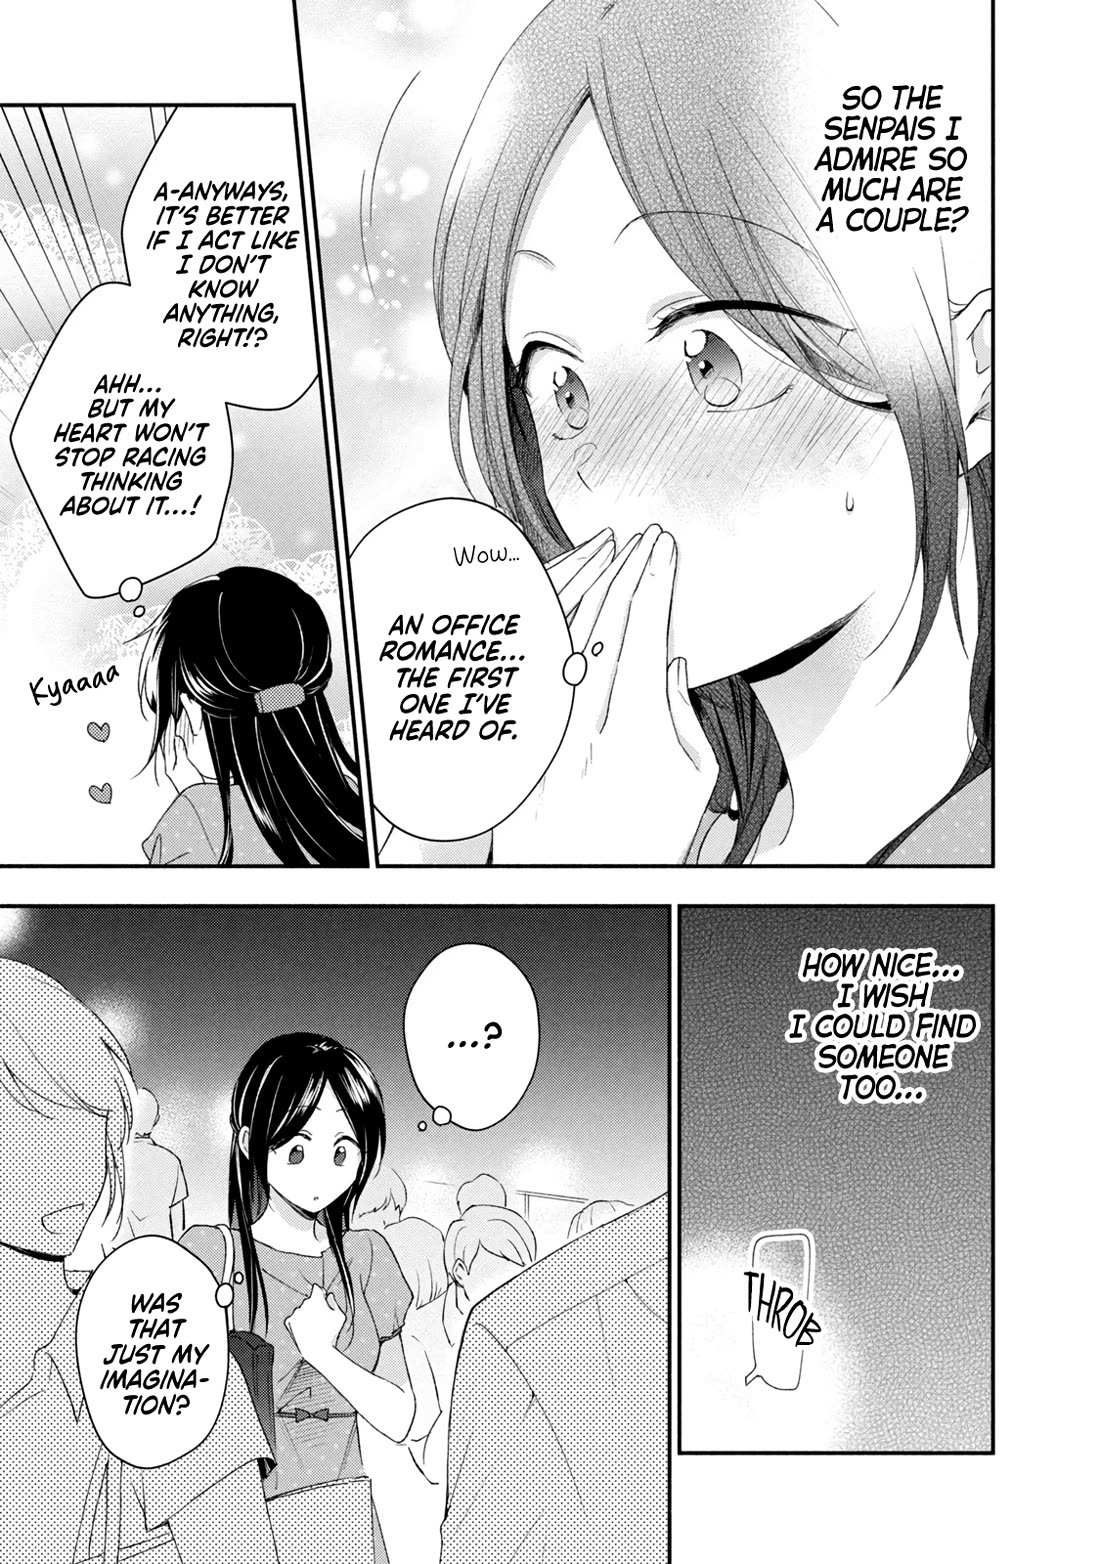 SO THE
SENPAIS I
ADMIRE SO
MUCH ARE
A COUPLE?
Wow...
AN OFFICE
ROMANCE...
THE FIRST
ONE I'VE
HEARD OF.
A-ANYWAYS,
IT'S BETTER
IF I ACT LIKE
I DON'T
KNOW
ANYTHING,
RIGHT!?
AHH...
BUT MY
HEART WON'T
STOP RACING
THINKING
ABOUT IT...!
Kyaaaa
HOW NICE...
I WISH
I COULD FIND
SOMEONE
TOO...
THROB
...?
WAS
THAT
JUST MY
IMAGINA-
TION?